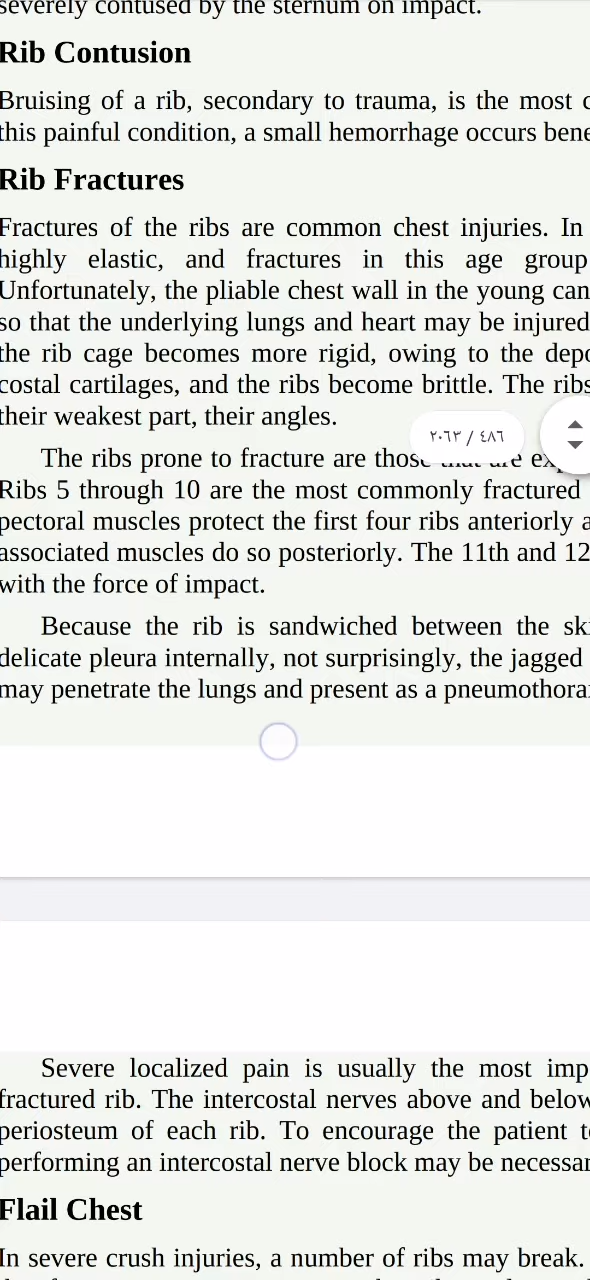 severely contused by the sternum on impact.
Rib Contusion
Bruising of a rib, secondary to trauma, is the most
this painful condition, a small hemorrhage occurs
Rib Fractures
Fractures of the ribs are common chest injuries. In
highly elastic, and fractures in this age group
Unfortunately, the pliable chest wall in the young can
so that the underlying lungs and heart may be injured
the rib cage becomes more rigid, owing to the
costal cartilages, and the ribs become brittle. The ribs
their weakest part, their angles.
٢٠٦٣ / ٤٨٦
The ribs prone to fracture are those that are
Ribs 5 through 10 are the most commonly fractured
pectoral muscles protect the first four ribs anteriorly
associated muscles do so posteriorly. The 11th and 12
with the force of impact.
Because the rib is sandwiched between the
delicate pleura internally, not surprisingly, the jagged
may penetrate the lungs and present as a
Severe localized pain is usually the most
fractured rib. The intercostal nerves above and below
periosteum of each rib. To encourage the patient
performing an intercostal nerve block may be
Flail Chest
In severe crush injuries, a number of ribs may break.